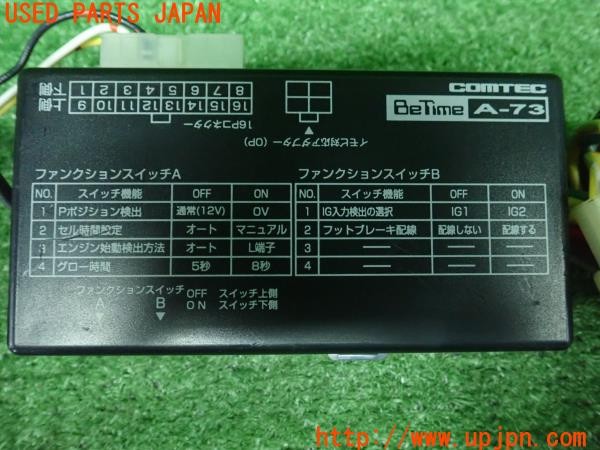 USED PARTS JAPAN
COMTEC
BeTime A-73
上側 9 10 11 12 13 14 15 16
下側 1 2 3 4 5 6 7 8
16Pコネクター
イモビ対応アダプター (OP)
ファンクションスイッチA
NO. スイッチ機能 OFF ON
1 Pポジション検出 通常(12V) 0V
2 セル時間設定 オート マニュアル
3 エンジン始動検出方法 オート L端子
4 グロー時間 5秒 8秒
ファンクションスイッチB
NO. スイッチ機能 OFF ON
1 IG入力検出の選択 IG1 IG2
2 フットブレーキ配線 配線しない 配線する
3 — — —
4 — — —
ファンクションスイッチ OFF スイッチ上側
A B ON スイッチ下側
http://www.upjpn.com